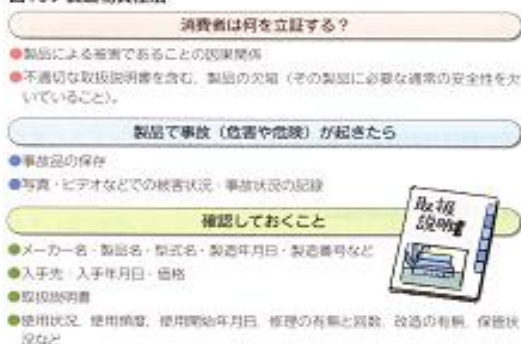 消費者は何を立証する？
●製品による被害であることの因果関係
●不適切な取扱説明書を含む、製品の欠陥（その製品に必要な通常の安全性を欠
いていること）。
製品で事故（危害や危険）が起きたら
●事故品の保存
●写真・ビデオなどでの被害状況・事故状況の記録
取扱
説明書
確認しておくこと
●メーカー名・製品名・型式名・製造年月日・製造番号など
●入手先・入手年月日・価格
●取扱説明書
●使用状況、使用頻度、使用開始年月日、修理の有無と回数、改造の有無、保管状
況など